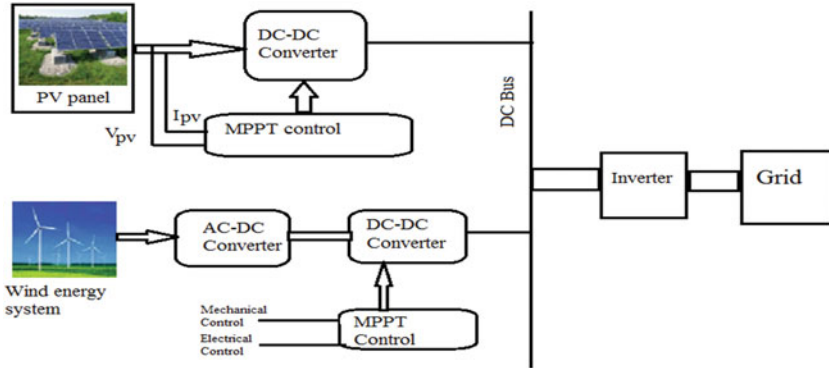 DC-DC
Converter
PV panel
Ipv
Vpv
MPPT control
DC Bus
Inverter
Grid
AC-DC
Converter
DC-DC
Converter
Wind energy
system
Mechanical
Control
Electrical
Control
MPPT
Control